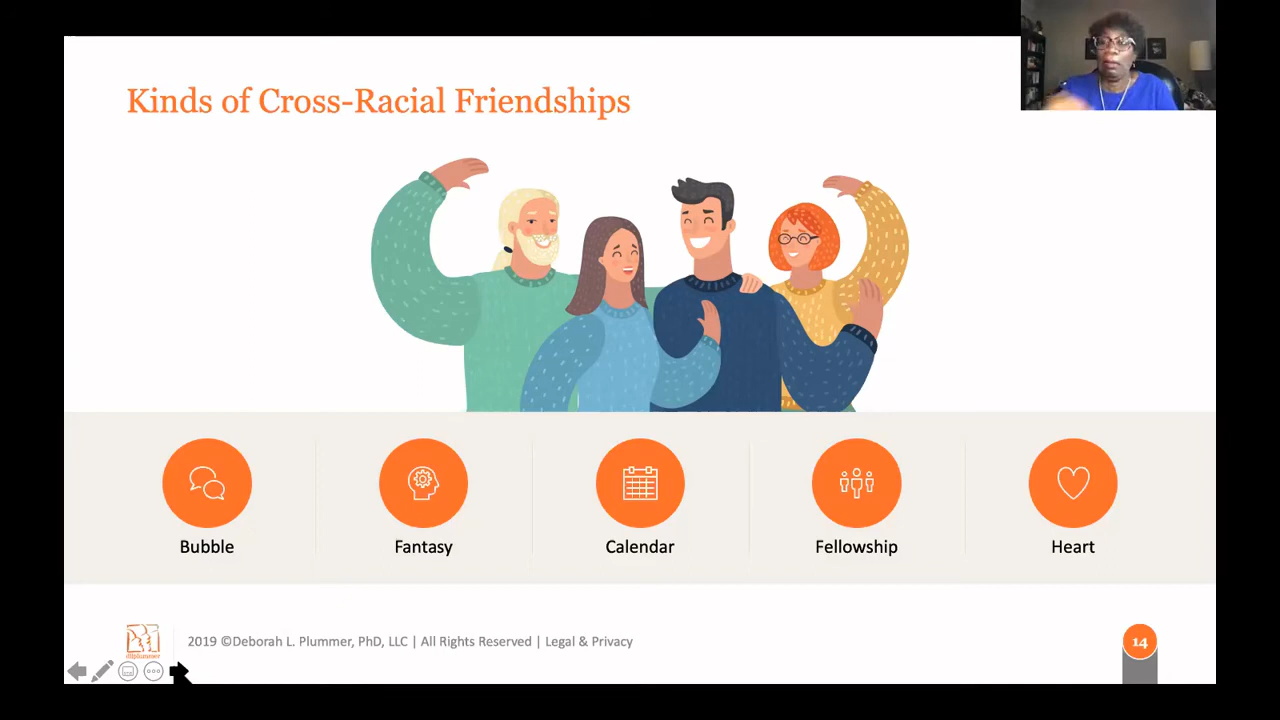 Kinds of Cross-Racial Friendships
Bubble
Fantasy
Calendar
Fellowship
Heart
dlplummer
2019 ©Deborah L. Plummer, PhD, LLC | All Rights Reserved | Legal & Privacy
14